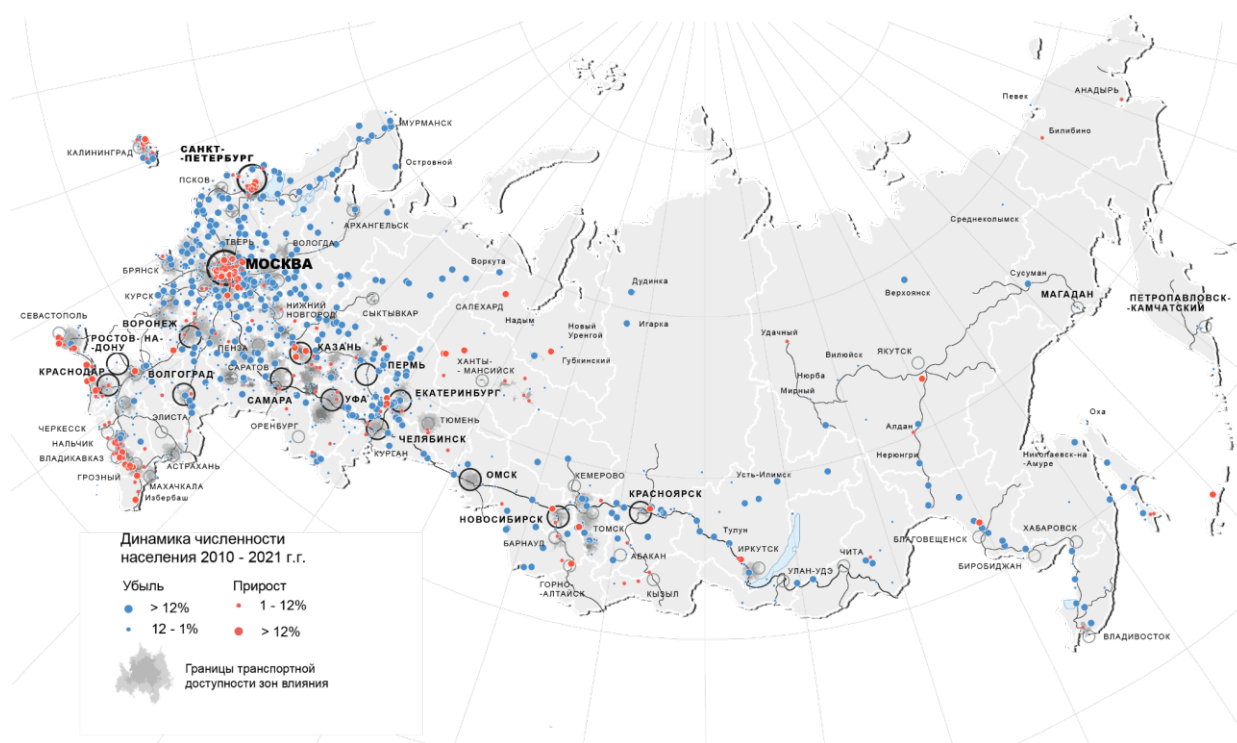 Певек
АНАДЫРЬ
Билибино
МУРМАНСК
КАЛИНИНГРАД
САНКТ-
-ПЕТЕРБУРГ
Островной
ПСКОВ
Среднеколымск
АРХАНГЕЛЬСК
ТВЕРЬ
ВОЛОГДА
МОСКВА
Воркута
БРЯНСК
Дудинка
Сусуман
Верхоянск
МАГАДАН
ПЕТРОПАВЛОВСК-
-КАМЧАТСКИЙ
КУРСК
НИЖНИЙ
НОВГОРОД
СЫКТЫВКАР
САЛЕХАРД
Надым
СЕВАСТОПОЛЬ
ВОРОНЕЖ
Новый
Уренгой
Игарка
Удачный
РОСТОВ- НА-
-ДОНУ
ПЕНЗА
КАЗАНЬ
Губкинский
Вилюйск
ЯКУТСК
КРАСНОДАР
ВОЛГОГРАД
САРАТОВ
ПЕРМЬ
ХАНТЫ-
- МАНСИЙСК
Нюрба
Мирный
САМАРА
УФА
ЕКАТЕРИНБУРГ
ЭЛИСТА
ОРЕНБУРГ
ТЮМЕНЬ
Оха
ЧЕРКЕССК
НАЛЬЧИК
ВЛАДИКАВКАЗ
ЧЕЛЯБИНСК
Алдан
КУРГАН
Нерюнгри
Николаевск-на
-Амуре
ГРОЗНЫЙ
АСТРАХАНЬ
МАХАЧКАЛА
Избербаш
ОМСК
КЕМЕРОВО
Усть-Илимск
КРАСНОЯРСК
НОВОСИБИРСК
ТОМСК
Тулун
ХАБАРОВСК
БАРНАУЛ
АБАКАН
ИРКУТСК
ЧИТА
БЛАГОВЕЩЕНСК
БИРОБИДЖАН
УЛАН-УДЭ
ГОРНО-
-АЛТАЙСК
КЫЗЫЛ
ВЛАДИВОСТОК
Динамика численности
населения 2010 - 2021 г.г.
Убыль
Прирост
> 12%
1 - 12%
12 - 1%
> 12%
Границы транспортной
доступности зон влияния